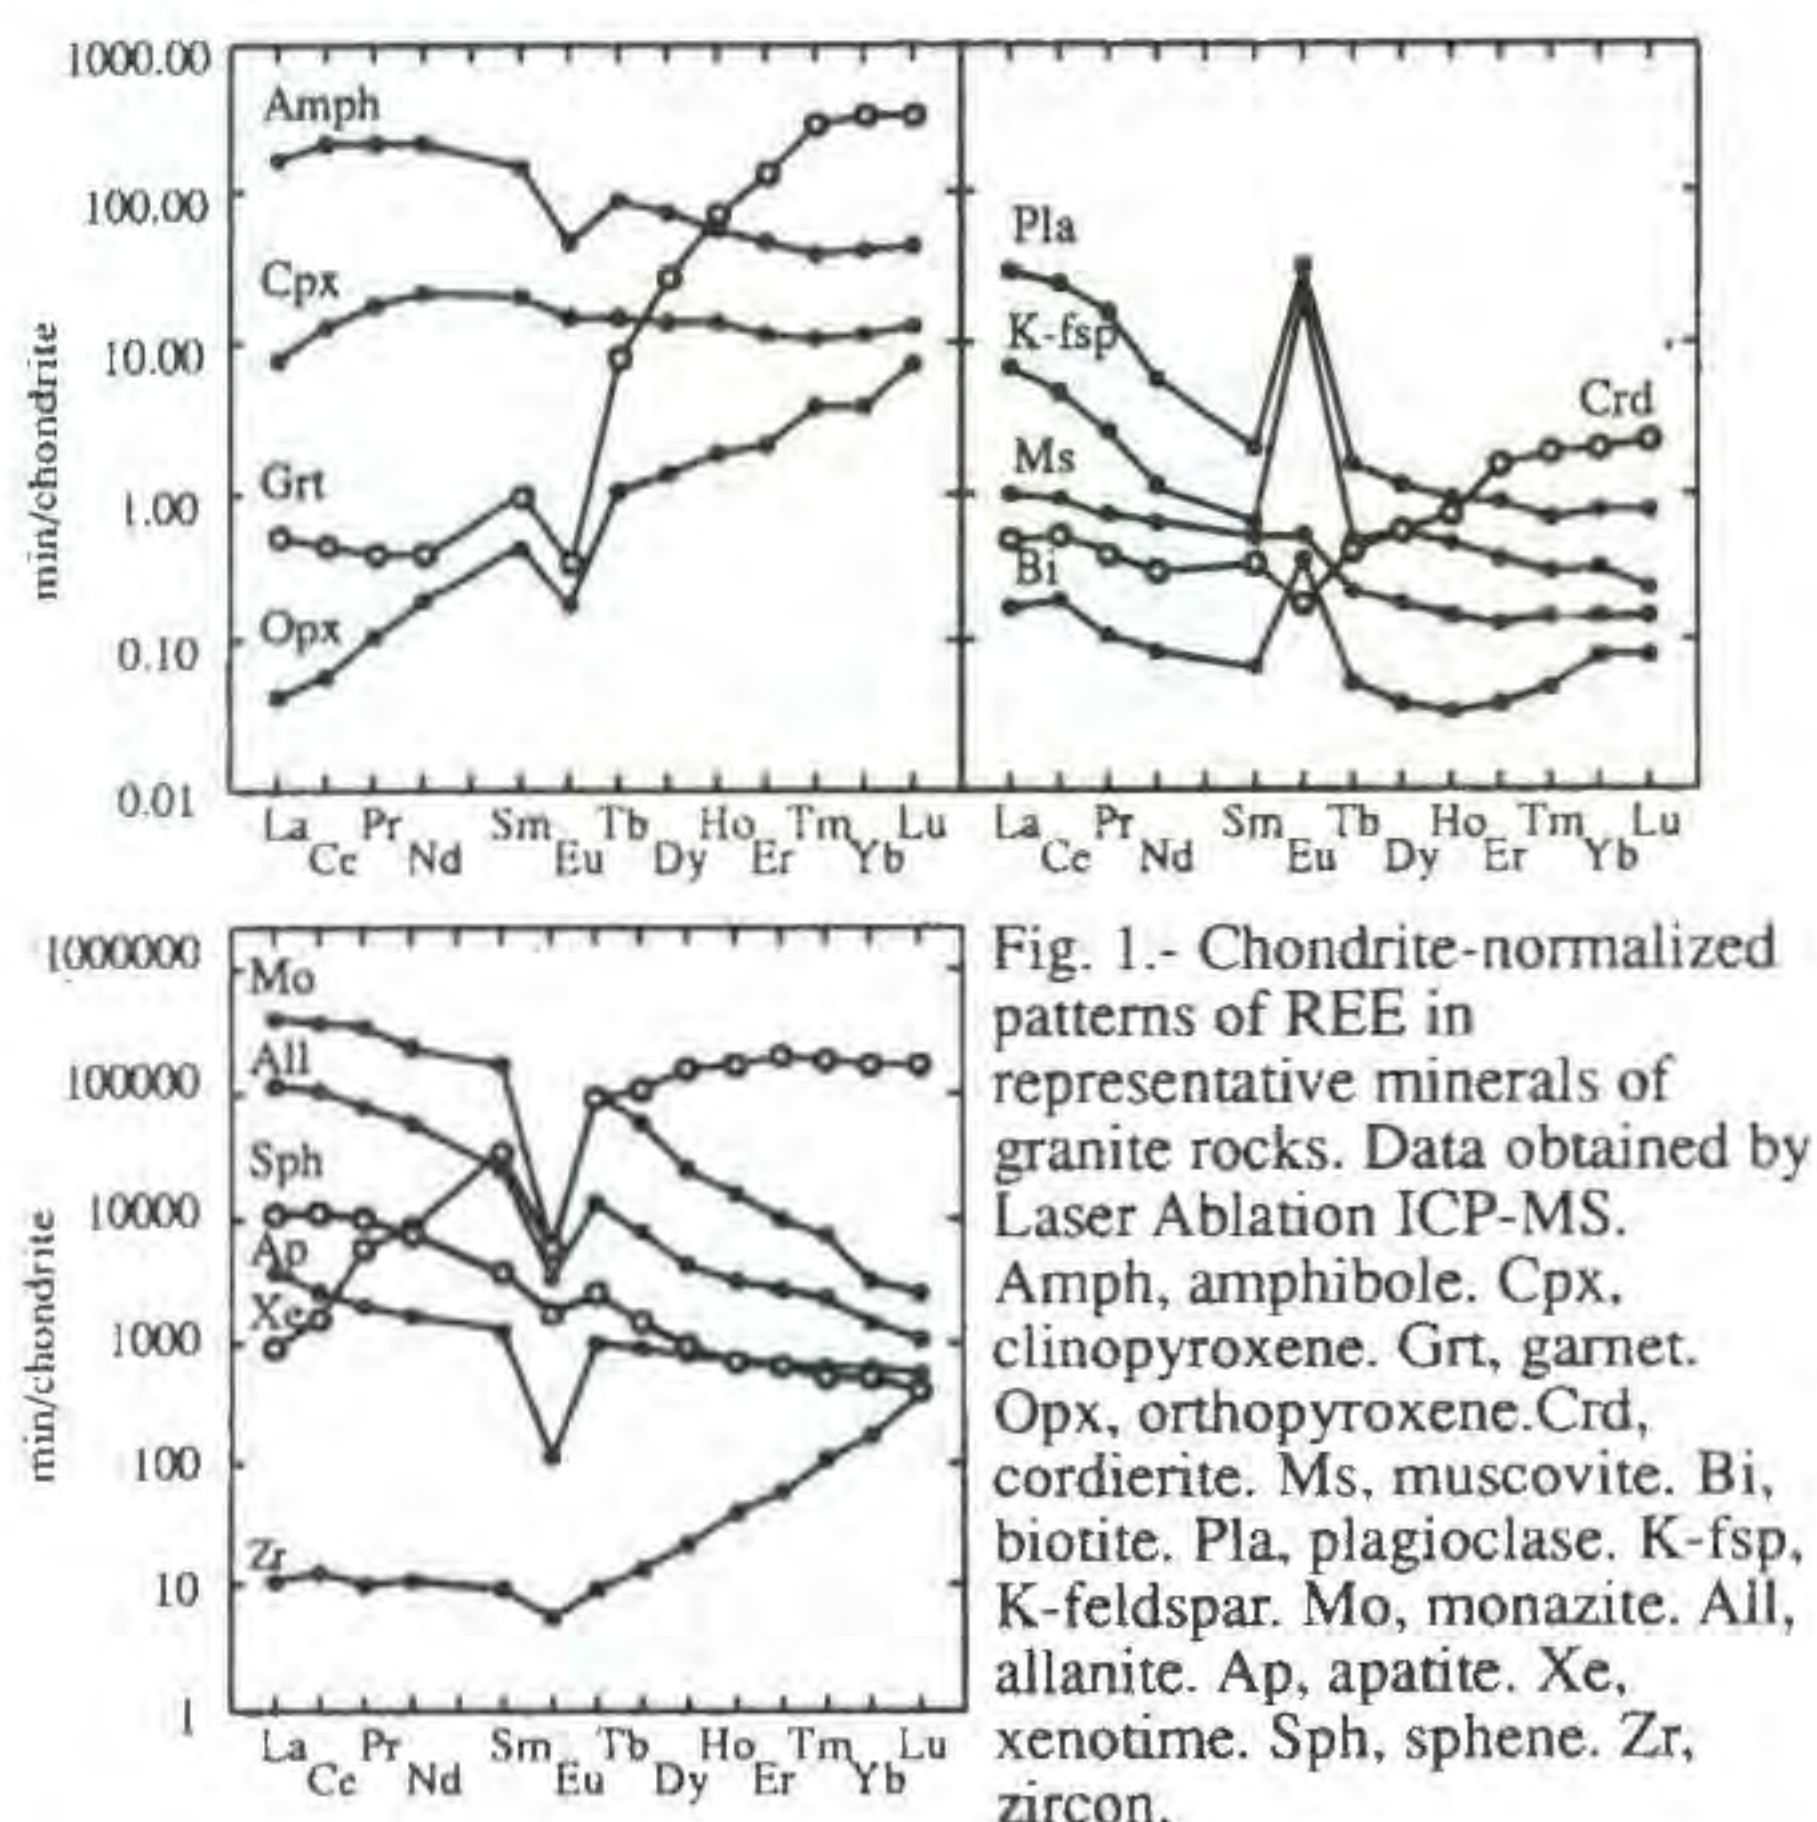 1000.00
100.00
10.00
1.00
0.10
0.01
min/chondrite
Amph
Cpx
Grt
Opx
La Ce Pr Nd Sm Eu Tb Dy Ho Er Tm Yb Lu
Pla
K-fsp
Ms
Bi
Crd
La Ce Pr Nd Sm Eu Tb Dy Ho Er Tm Yb Lu
1000000
100000
10000
1000
100
10
1
min/chondrite
Mo
All
Sph
Ap
Xe
Zr
La Ce Pr Nd Sm Eu Tb Dy Ho Er Tm Yb Lu
Fig. 1.- Chondrite-normalized
patterns of REE in
representative minerals of
granite rocks. Data obtained by
Laser Ablation ICP-MS.
Amph, amphibole. Cpx,
clinopyroxene. Grt, garnet.
Opx, orthopyroxene.Crd,
cordierite. Ms, muscovite. Bi,
biotite. Pla, plagioclase. K-fsp,
K-feldspar. Mo, monazite. All,
allanite. Ap, apatite. Xe,
xenotime. Sph, sphene. Zr,
zircon.